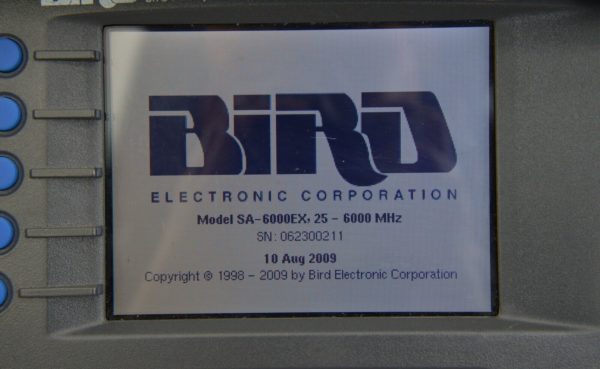 BIRD
ELECTRONIC CORPORATION
Model SA-6000EX, 25 - 6000 MHz
SN: 062300211
10 Aug 2009
Copyright © 1998 - 2009 by Bird Electronic Corporation